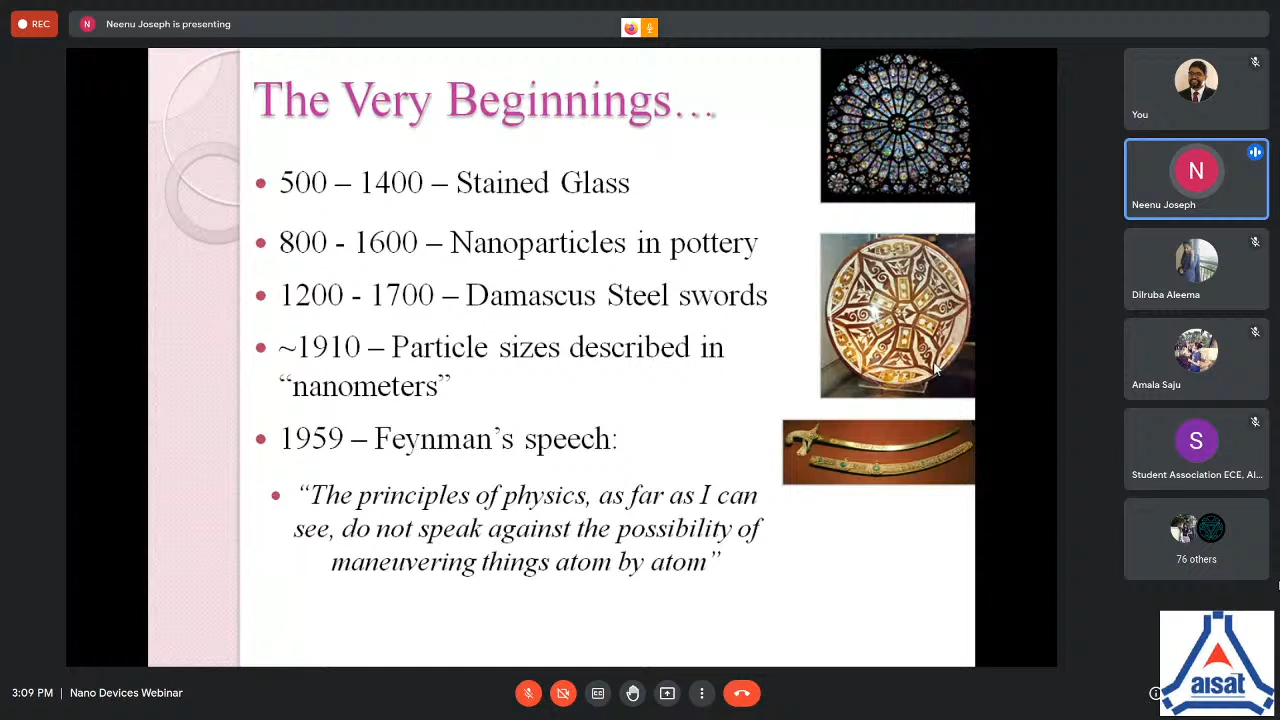 REC
N
Neenu Joseph is presenting
The Very Beginnings…
500 – 1400 – Stained Glass
800 - 1600 – Nanoparticles in pottery
1200 - 1700 – Damascus Steel swords
~1910 – Particle sizes described in
“nanometers”
1959 – Feynman’s speech:
“The principles of physics, as far as I can
see, do not speak against the possibility of
maneuvering things atom by atom”
You
N
Neenu Joseph
Dilruba Aleema
Amala Saju
S
Student Association ECE, AI...
76 others
aisat
3:09 PM | Nano Devices Webinar